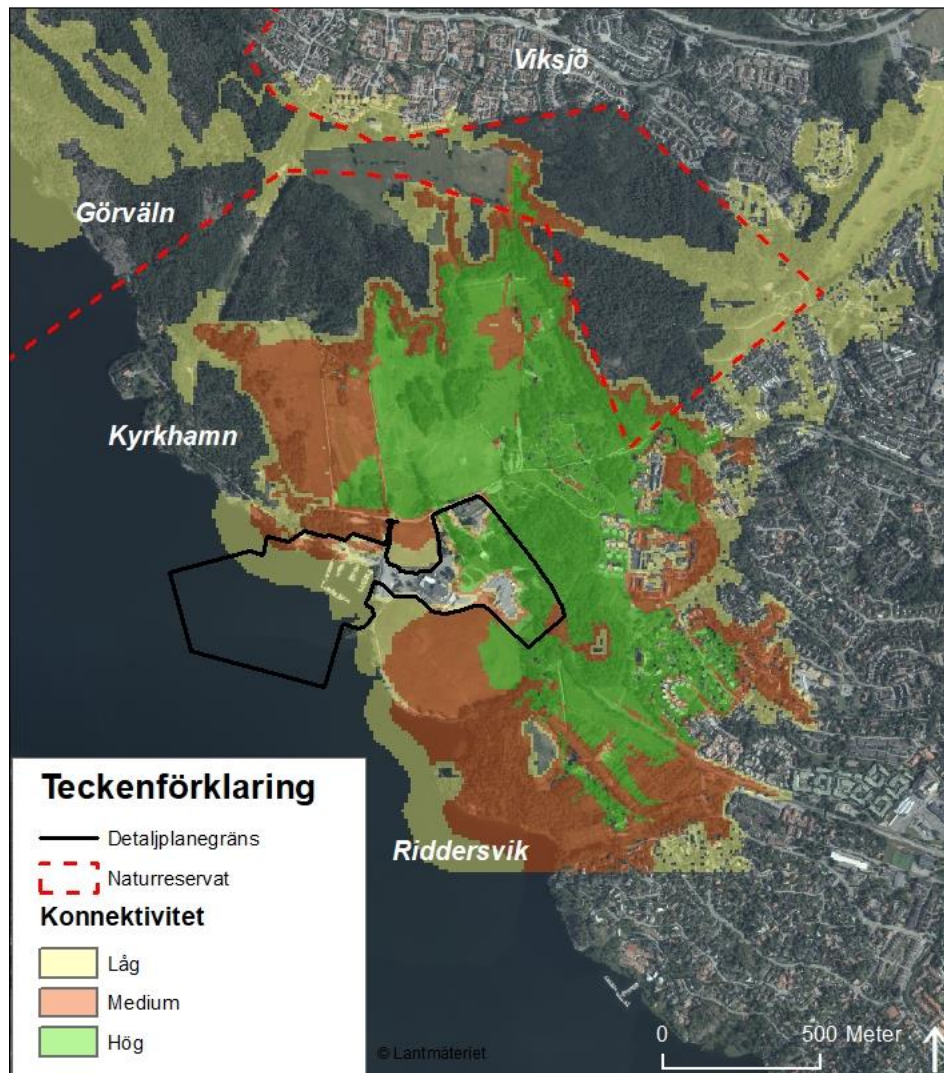 Viksjö
Görväln
Kyrkhamn
Riddersvik
Teckenförklaring
Detaljplanegräns
Naturreservat
Konnektivitet
Låg
Medium
Hög
0 500 Meter
© Lantmäteriet